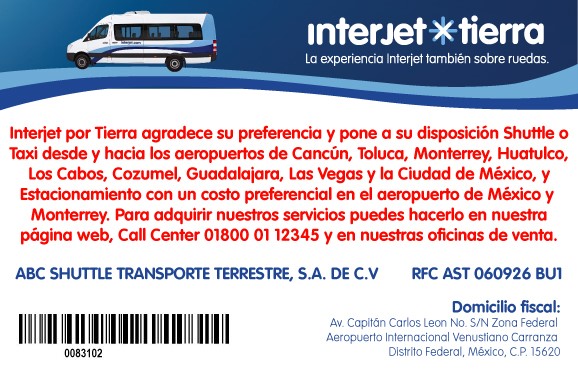 interjet tierra
La experiencia Interjet también sobre ruedas.
Interjet por Tierra agradece su preferencia y pone a su disposición Shuttle o
Taxi desde y hacia los aeropuertos de Cancún, Toluca, Monterrey, Huatulco,
Los Cabos, Cozumel, Guadalajara, Las Vegas y la Ciudad de México, y
Estacionamiento con un costo preferencial en el aeropuerto de México y
Monterrey. Para adquirir nuestros servicios puedes hacerlo en nuestra
página web, Call Center 01800 01 12345 y en nuestras oficinas de venta.
ABC SHUTTLE TRANSPORTE TERRESTRE, S.A. DE C.V RFC AST 060926 BU1
Domicilio fiscal:
Av. Capitán Carlos Leon No. S/N Zona Federal
Aeropuerto Internacional Venustiano Carranza
Distrito Federal, México, C.P. 15620
0083102